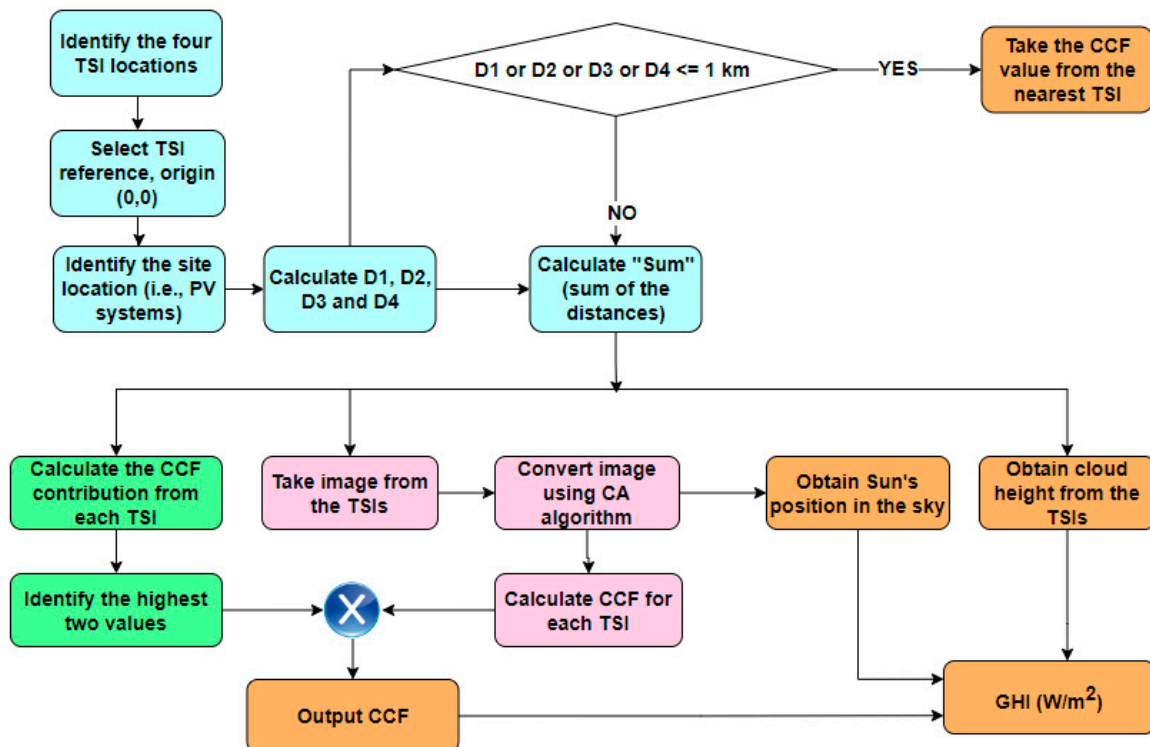 Identify the four
TSI locations
D1 or D2 or D3 or D4 <= 1 km
YES
Take the CCF
value from the
nearest TSI
Select TSI
reference, origin
(0,0)
NO
Identify the site
location (i.e., PV
systems)
Calculate D1, D2,
D3 and D4
Calculate "Sum"
(sum of the
distances)
Calculate the CCF
contribution from
each TSI
Take image from
the TSIs
Convert image
using CA
algorithm
Obtain Sun's
position in the sky
Obtain cloud
height from the
TSIs
Identify the highest
two values
X
Calculate CCF for
each TSI
Output CCF
GHI (W/m²)